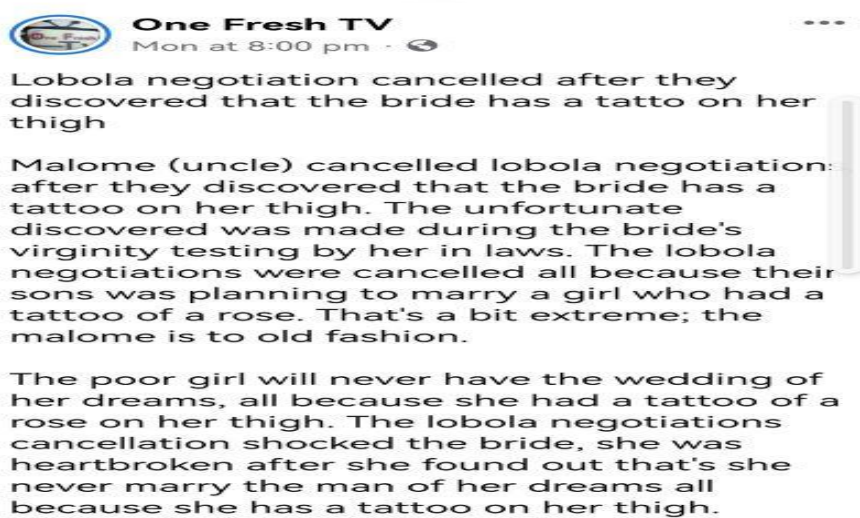 One Fresh TV
Mon at 8:00 pm ·
Lobola negotiation cancelled after they
discovered that the bride has a tatto on her
thigh
Malome (uncle) cancelled lobola negotiations
after they discovered that the bride has a
tattoo on her thigh. The unfortunate
discovered was made during the bride's
virginity testing by her in laws. The lobola
negotiations were cancelled all because their
sons was planning to marry a girl who had a
tattoo of a rose. That's a bit extreme; the
malome is to old fashion.
The poor girl will never have the wedding of
her dreams, all because she had a tattoo of a
rose on her thigh. The lobola negotiations
cancellation shocked the bride, she was
heartbroken after she found out that's she
never marry the man of her dreams all
because she has a tattoo on her thigh.